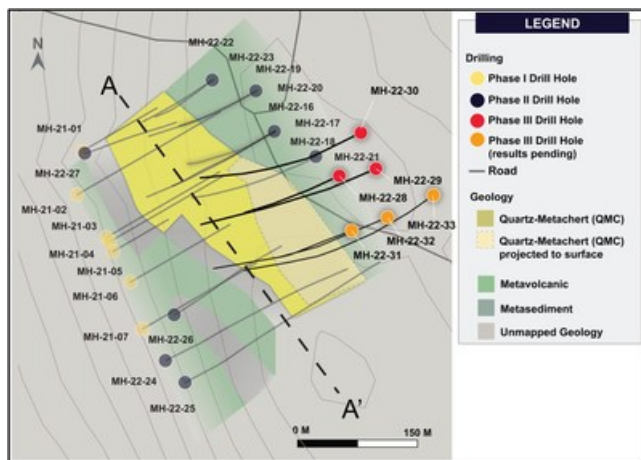 N
A
MH-22-22
MH-22-23
MH-22-19
MH-22-20
MH-22-16
MH-22-17
MH-22-18
MH-22-30
MH-22-21
MH-22-29
MH-22-28
MH-22-33
MH-22-32
MH-22-31
MH-21-01
MH-22-27
MH-21-02
MH-21-03
MH-21-04
MH-21-05
MH-21-06
MH-21-07
MH-22-26
MH-22-24
MH-22-25
A'
0 M
150 M
LEGEND
Drilling
Phase I Drill Hole
Phase II Drill Hole
Phase III Drill Hole
Phase III Drill Hole
(results pending)
Road
Geology
Quartz-Metachert (QMC)
Quartz-Metachert (QMC)
projected to surface
Metavolcanic
Metasediment
Unmapped Geology